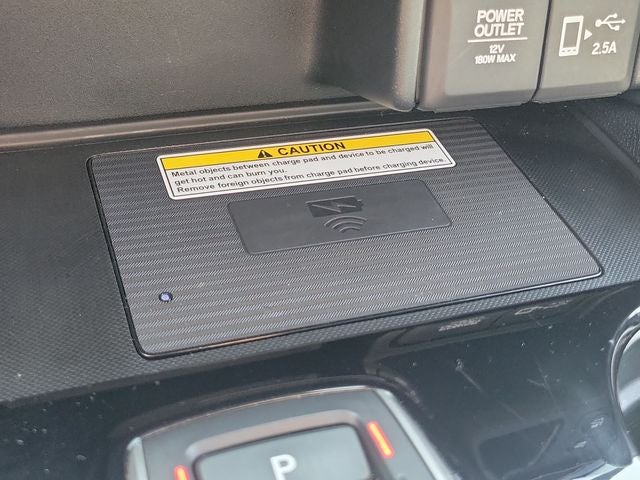 POWER
OUTLET
12V
180W MAX
2.5A
CAUTION
Metal objects between charge pad and device to be charged will
get hot and can burn you.
Remove foreign objects from charge pad before charging device.
P